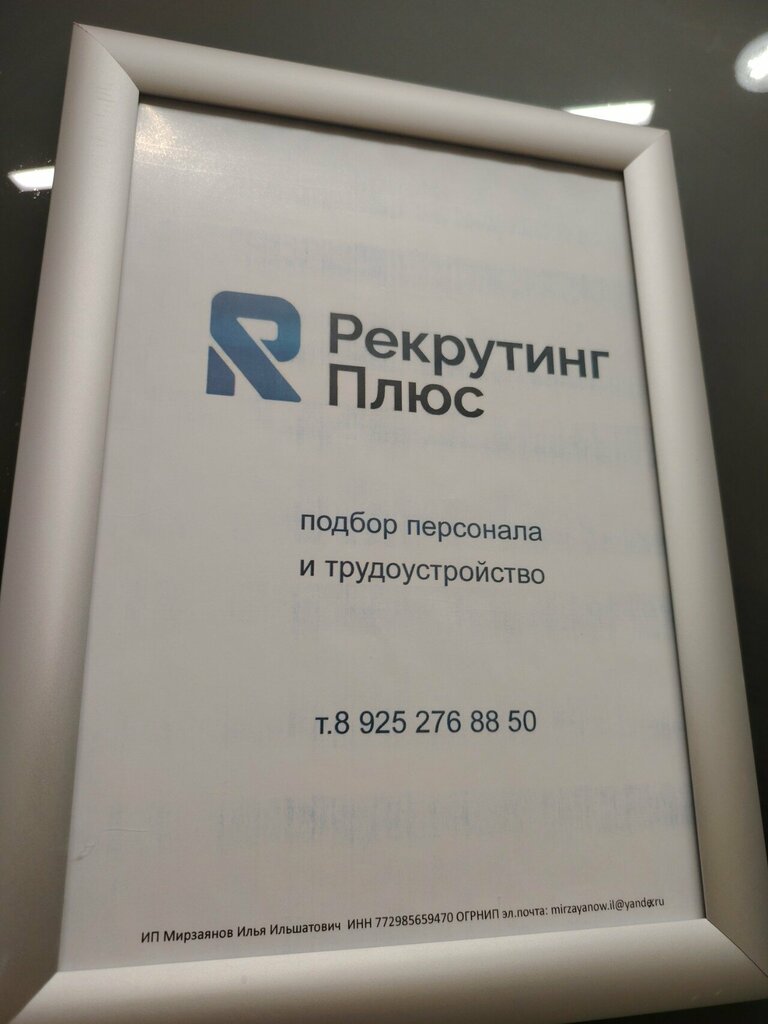 Рекрутинг
Плюс
подбор персонала
и трудоустройство
т.8 925 276 88 50
ИП Мирзаянов Илья Ильшатович ИНН 772985659470 ОГРНИП эл.почта: mirzayanow.il@yandex.ru